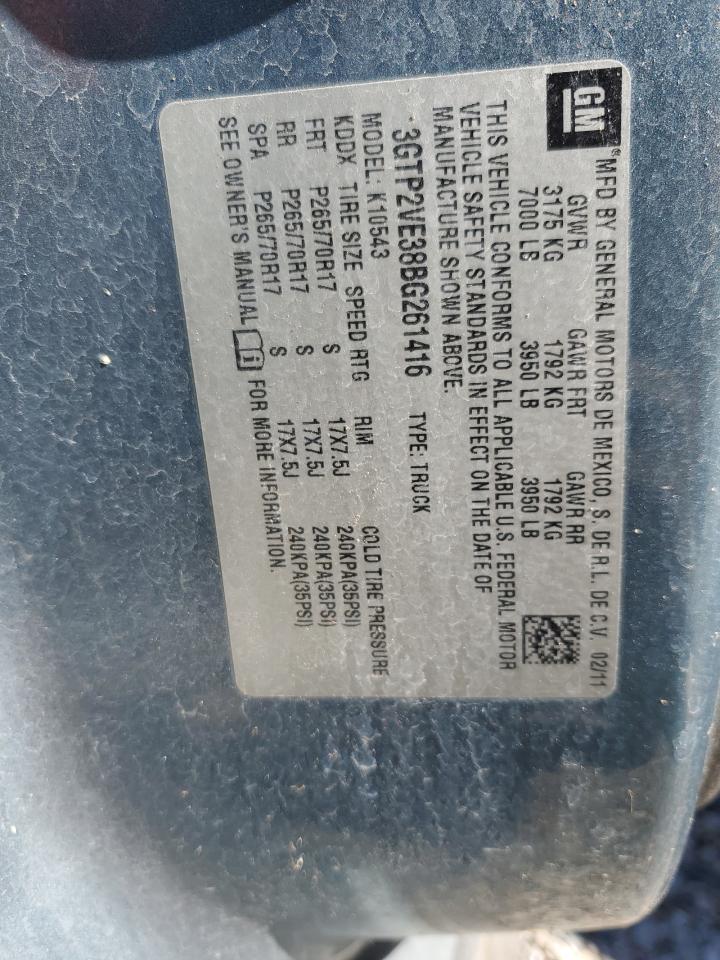 GM
®MFD BY GENERAL MOTORS DE MEXICO, S. DE R.L. DE C.V. 02/11
GVWR GAWR FRT GAWR RR
3175 KG 1792 KG 1792 KG
7000 LB 3950 LB 3950 LB
THIS VEHICLE CONFORMS TO ALL APPLICABLE U.S. FEDERAL MOTOR
VEHICLE SAFETY STANDARDS IN EFFECT ON THE DATE OF
MANUFACTURE SHOWN ABOVE.
3GTP2VE38BG261416 TYPE: TRUCK
MODEL: K10543
KDDX TIRE SIZE SPEED RTG RIM COLD TIRE PRESSURE
FRT P265/70R17 S 17X7.5J 240KPA(35PSI)
RR P265/70R17 S 17X7.5J 240KPA(35PSI)
SPA P265/70R17 S 17X7.5J 240KPA(35PSI)
SEE OWNER'S MANUAL FOR MORE INFORMATION.